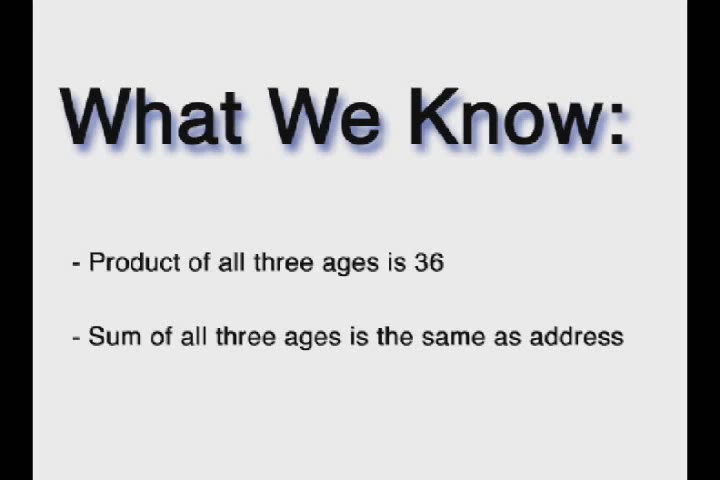 What We Know:
- Product of all three ages is 36
- Sum of all three ages is the same as address